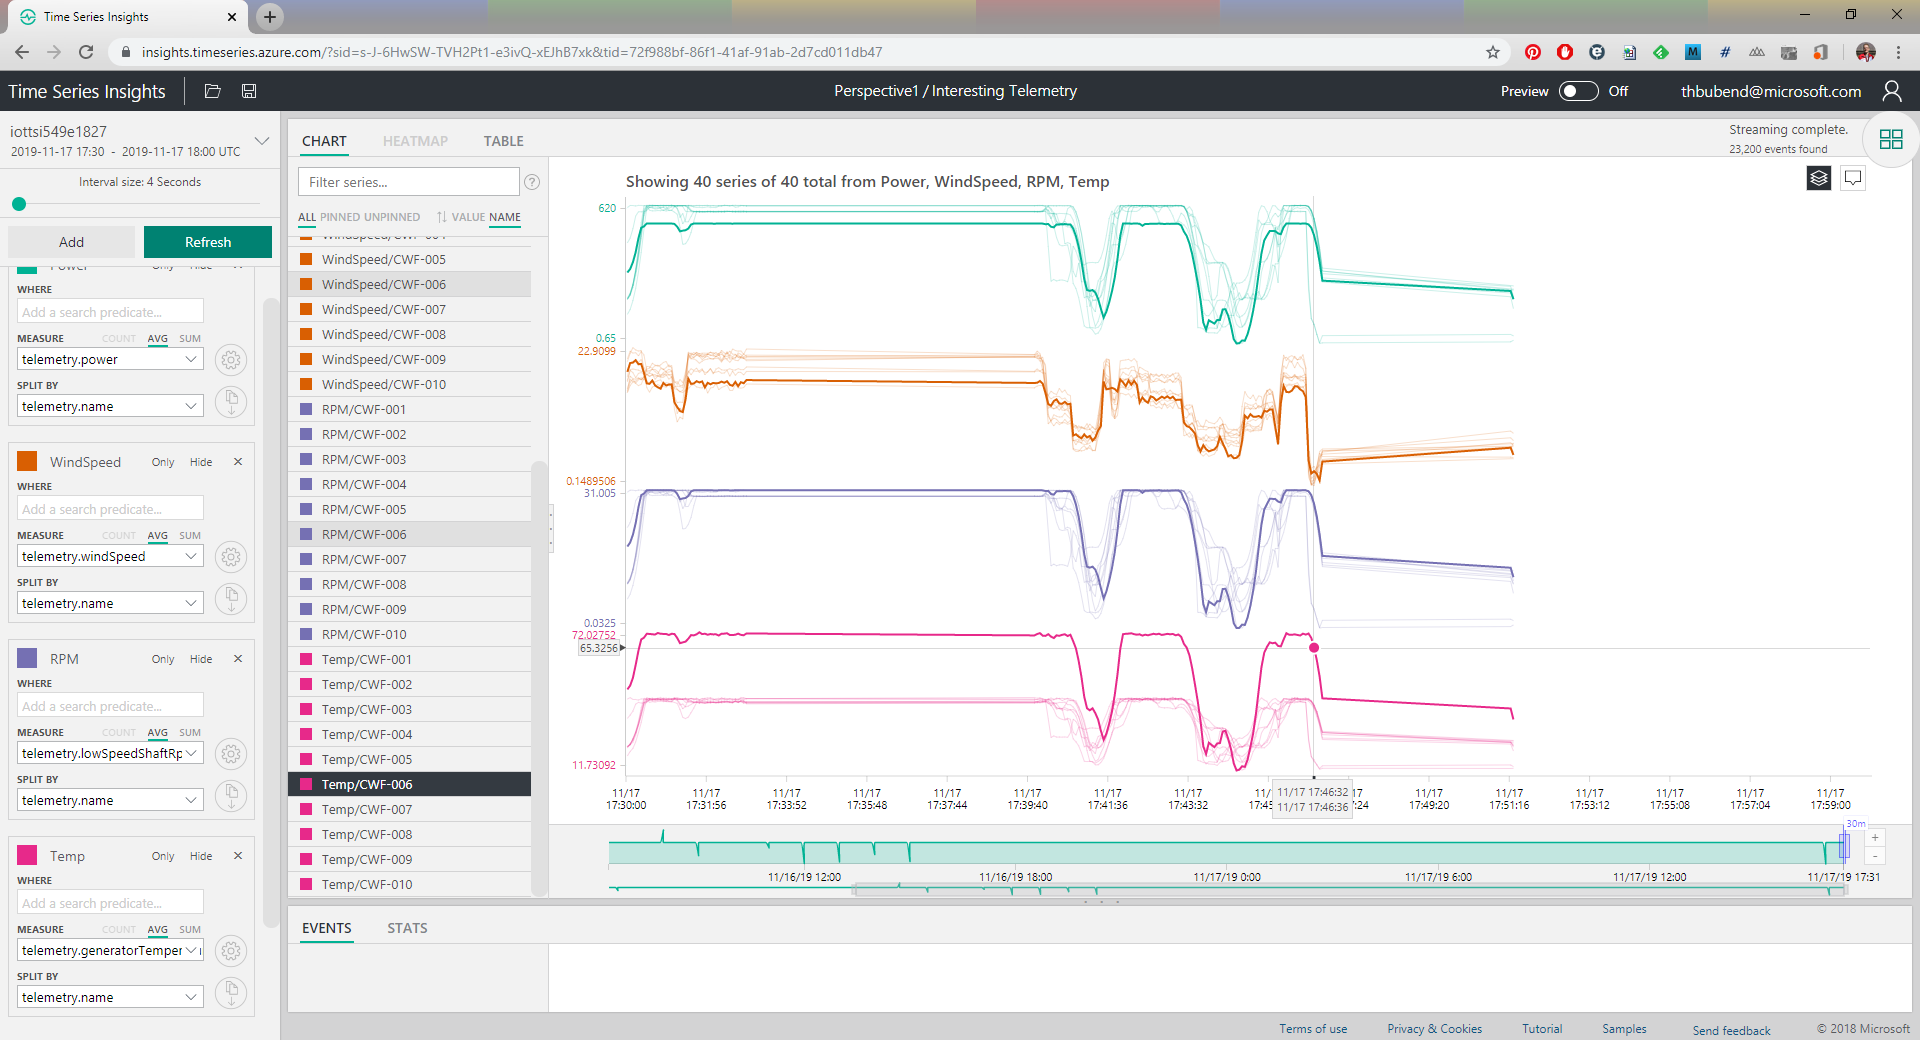 Time Series Insights
insights.timeseries.azure.com/?sid=s-J-6HwSW-TVH2Pt1-e3ivQ-xEJhB7xk&tid=72f988bf-86f1-41af-91ab-2d7cd011db47
Time Series Insights
Perspective1 / Interesting Telemetry
Preview Off
thbubend@microsoft.com
iottsi549e1827
2019-11-17 17:30 - 2019-11-17 18:00 UTC
Interval size: 4 Seconds
Add Refresh
Power Only Hide
WHERE
Add a search predicate...
MEASURE COUNT AVG SUM
telemetry.power
SPLIT BY
telemetry.name
WindSpeed Only Hide
WHERE
Add a search predicate...
MEASURE COUNT AVG SUM
telemetry.windSpeed
SPLIT BY
telemetry.name
RPM Only Hide
WHERE
Add a search predicate...
MEASURE COUNT AVG SUM
telemetry.lowSpeedShaftRp
SPLIT BY
telemetry.name
Temp Only Hide
WHERE
Add a search predicate...
MEASURE COUNT AVG SUM
telemetry.generatorTemper
SPLIT BY
telemetry.name
CHART HEATMAP TABLE
Streaming complete.
23,200 events found
Filter series...
?
ALL PINNED UNPINNED VALUE NAME
WindSpeed/CWF-004
WindSpeed/CWF-005
WindSpeed/CWF-006
WindSpeed/CWF-007
WindSpeed/CWF-008
WindSpeed/CWF-009
WindSpeed/CWF-010
RPM/CWF-001
RPM/CWF-002
RPM/CWF-003
RPM/CWF-004
RPM/CWF-005
RPM/CWF-006
RPM/CWF-007
RPM/CWF-008
RPM/CWF-009
RPM/CWF-010
Temp/CWF-001
Temp/CWF-002
Temp/CWF-003
Temp/CWF-004
Temp/CWF-005
Temp/CWF-006
Temp/CWF-007
Temp/CWF-008
Temp/CWF-009
Temp/CWF-010
Showing 40 series of 40 total from Power, WindSpeed, RPM, Temp
620
0.65
22.9099
0.1489506
31.005
0.0325
72.02752
65.3256
11.73092
11/17 11/17 11/17 11/17 11/17 11/17 11/17 11/17 11/17 11/17 17:46:32 11/17 11/17 11/17 11/17 11/17 11/17
17:30:00 17:31:56 17:33:52 17:35:48 17:37:44 17:39:40 17:41:36 17:43:32 17:45 11/17 17:46:36 :24 17:49:20 17:51:16 17:53:12 17:55:08 17:57:04 17:59:00
30m
+
-
11/16/19 12:00 11/16/19 18:00 11/17/19 0:00 11/17/19 6:00 11/17/19 12:00 11/17/19 17:31
EVENTS STATS
Terms of use Privacy & Cookies Tutorial Samples Send feedback © 2018 Microsoft